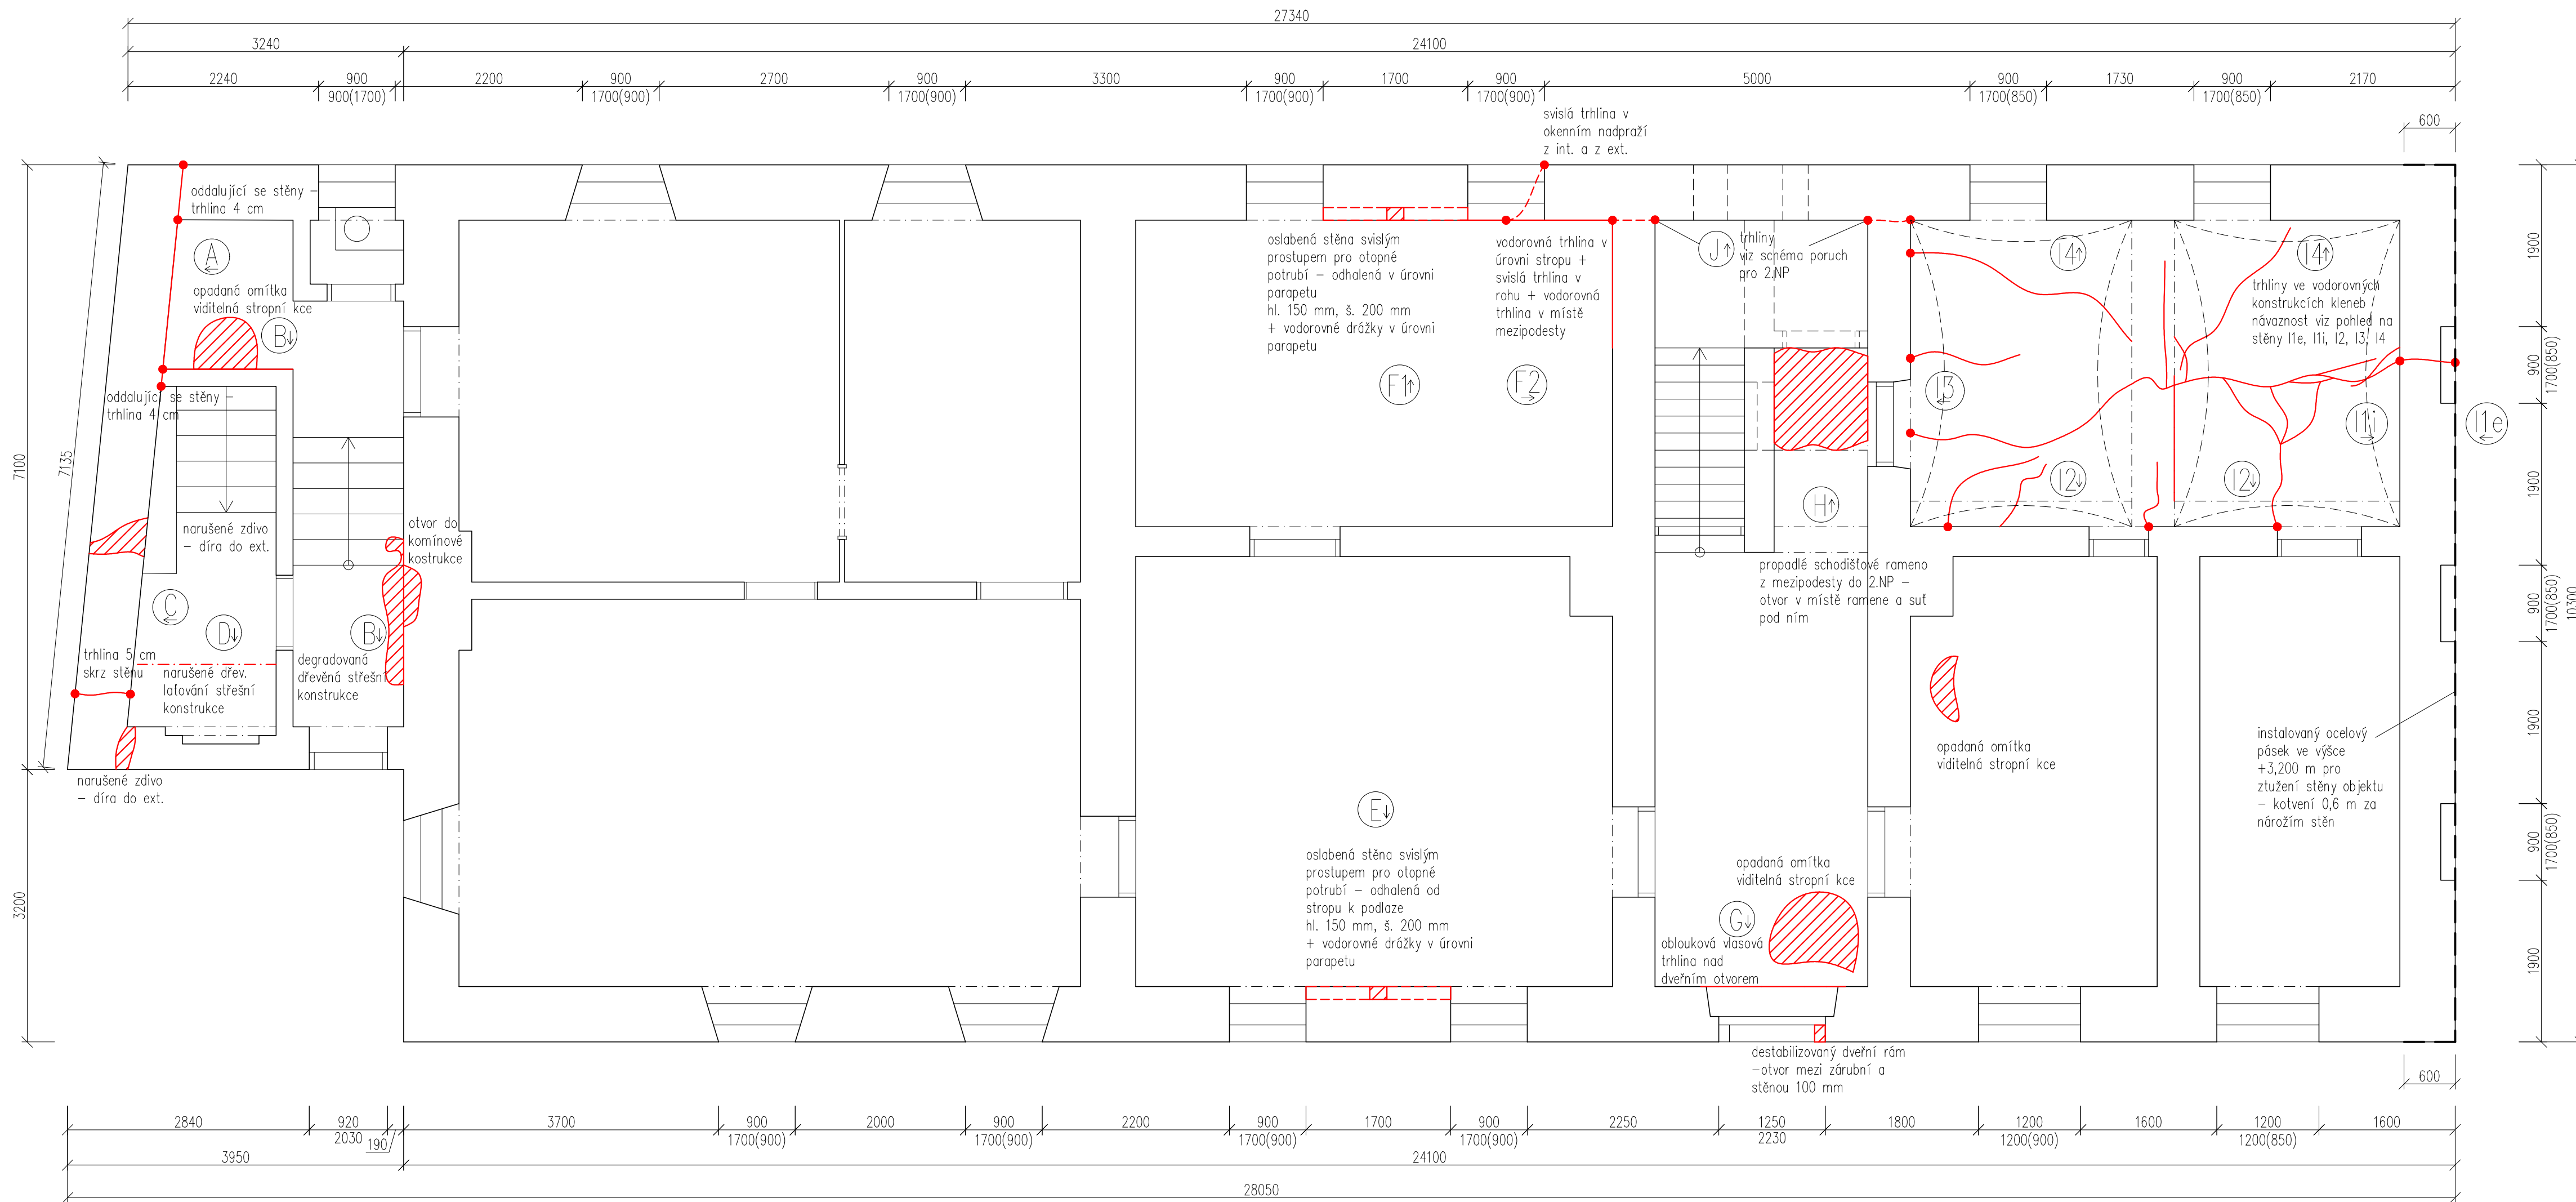 27340
3240
24100
2240
900
900(1700)
2200
900
1700(900)
2700
900
1700(900)
3300
900
1700(900)
1700
900
1700(900)
5000
900
1700(850)
1730
900
1700(850)
2170
600
svislá trhlina v
okenním nadpraží
z int. a z ext.
oddalující se stěny –
trhlina 4 cm
A
opadaná omítka
viditelná stropní kce
B
oddalující se stěny –
trhlina 4 cm
7100
7135
3200
narušené zdivo
– díra do ext.
otvor do
komínové
kostrukce
C
D
B
trhlina 5 cm
skrz stěnu
narušené dřev.
laťování střešní
konstrukce
degradovaná
dřevěná střešní
konstrukce
narušené zdivo
– díra do ext.
oslabená stěna svislým
prostupem pro otopné
potrubí – odhalená v úrovni
parapetu
hl. 150 mm, š. 200 mm
+ vodorovné drážky v úrovni
parapetu
F1
vodorovná trhlina v
úrovni stropu +
svislá trhlina v
rohu + vodorovná
trhlina v místě
mezipodesty
F2
J
trhliny
viz schéma poruch
pro 2.NP
H
propadlé schodišťové rameno
z mezipodesty do 2.NP –
otvor v místě ramene a suť
pod ním
I4
I4
trhliny ve vodorovných
konstrukcích kleneb
návaznost viz pohled na
stěny I1e, I1i, I2, I3, I4
I3
I1i
I1e
I2
I2
E
oslabená stěna svislým
prostupem pro otopné
potrubí – odhalená od
stropu k podlaze
hl. 150 mm, š. 200 mm
+ vodorovné drážky v úrovni
parapetu
opadaná omítka
viditelná stropní kce
G
oblouková vlasová
trhlina nad
dveřním otvorem
destabilizovaný dveřní rám
–otvor mezi zárubní a
stěnou 100 mm
opadaná omítka
viditelná stropní kce
instalovaný ocelový
pásek ve výšce
+3,200 m pro
ztužení stěny objektu
– kotvení 0,6 m za
nárožím stěn
1900
900
1700(850)
1900
900
1700(850)
1900
900
1700(850)
1900
10300
600
2840
920
2030
190
3700
900
1700(900)
2000
900
1700(900)
2200
900
1700(900)
1700
900
1700(900)
2250
1250
2230
1800
1200
1200(900)
1600
1200
1200(850)
1600
3950
24100
28050